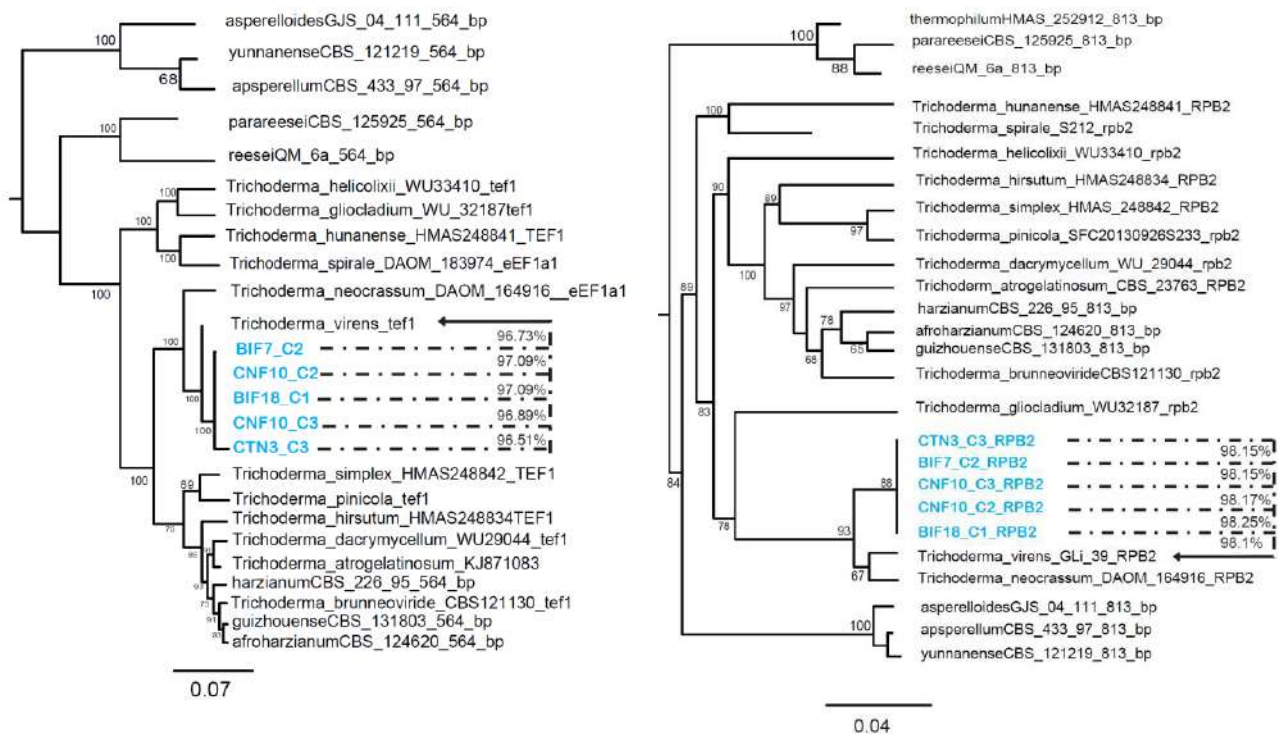 asperelloidesGJS_04_111_564_bp
100
yunnanenseCBS_121219_564_bp
68
apsperellumCBS_433_97_564_bp
parareeseiCBS_125925_564_bp
100
reeseiQM_6a_564_bp
Trichoderma_helicolixii_WU33410_tef1
100
Trichoderma_gliocladium_WU_32187tef1
100
Trichoderma_hunanense_HMAS248841_TEF1
100
Trichoderma_spirale_DAOM_183974_eEF1a1
100
Trichoderma_neocrassum_DAOM_164916__eEF1a1
Trichoderma_virens_tef1
96.73%
100
BIF7_C2
97.09%
CNF10_C2
97.09%
BIF18_C1
96.89%
100
CNF10_C3
96.51%
100
CTN3_C3
100
Trichoderma_simplex_HMAS248842_TEF1
89
Trichoderma_pinicola_tef1
Trichoderma_hirsutum_HMAS248834TEF1
Trichoderma_dacrymycellum_WU29044_tef1
Trichoderma_atrogelatinosum_KJ871083
harzianumCBS_226_95_564_bp
Trichoderma_brunneoviride_CBS121130_tef1
guizhouenseCBS_131803_564_bp
afroharzianumCBS_124620_564_bp
0.07
thermophilumHMAS_252912_813_bp
100
parareeseiCBS_125925_813_bp
88
reeseiQM_6a_813_bp
Trichoderma_hunanense_HMAS248841_RPB2
100
Trichoderma_spirale_S212_rpb2
Trichoderma_helicolixii_WU33410_rpb2
90
Trichoderma_hirsutum_HMAS248834_RPB2
89
Trichoderma_simplex_HMAS_248842_RPB2
97
Trichoderma_pinicola_SFC20130926S233_rpb2
100
Trichoderma_dacrymycellum_WU_29044_rpb2
89
Trichoderm_atrogelatinosum_CBS_23763_RPB2
97
harzianumCBS_226_95_813_bp
78
afroharzianumCBS_124620_813_bp
65
guizhouenseCBS_131803_813_bp
68
Trichoderma_brunneovirideCBS121130_rpb2
83
Trichoderma_gliocladium_WU32187_rpb2
CTN3_C3_RPB2
98.15%
BIF7_C2_RPB2
98.15%
84
88
CNF10_C3_RPB2
98.17%
CNF10_C2_RPB2
98.25%
78
93
BIF18_C1_RPB2
98.1%
Trichoderma_virens_GLi_39_RPB2
67
Trichoderma_neocrassum_DAOM_164916_RPB2
asperelloidesGJS_04_111_813_bp
100
apsperellumCBS_433_97_813_bp
yunnanenseCBS_121219_813_bp
0.04